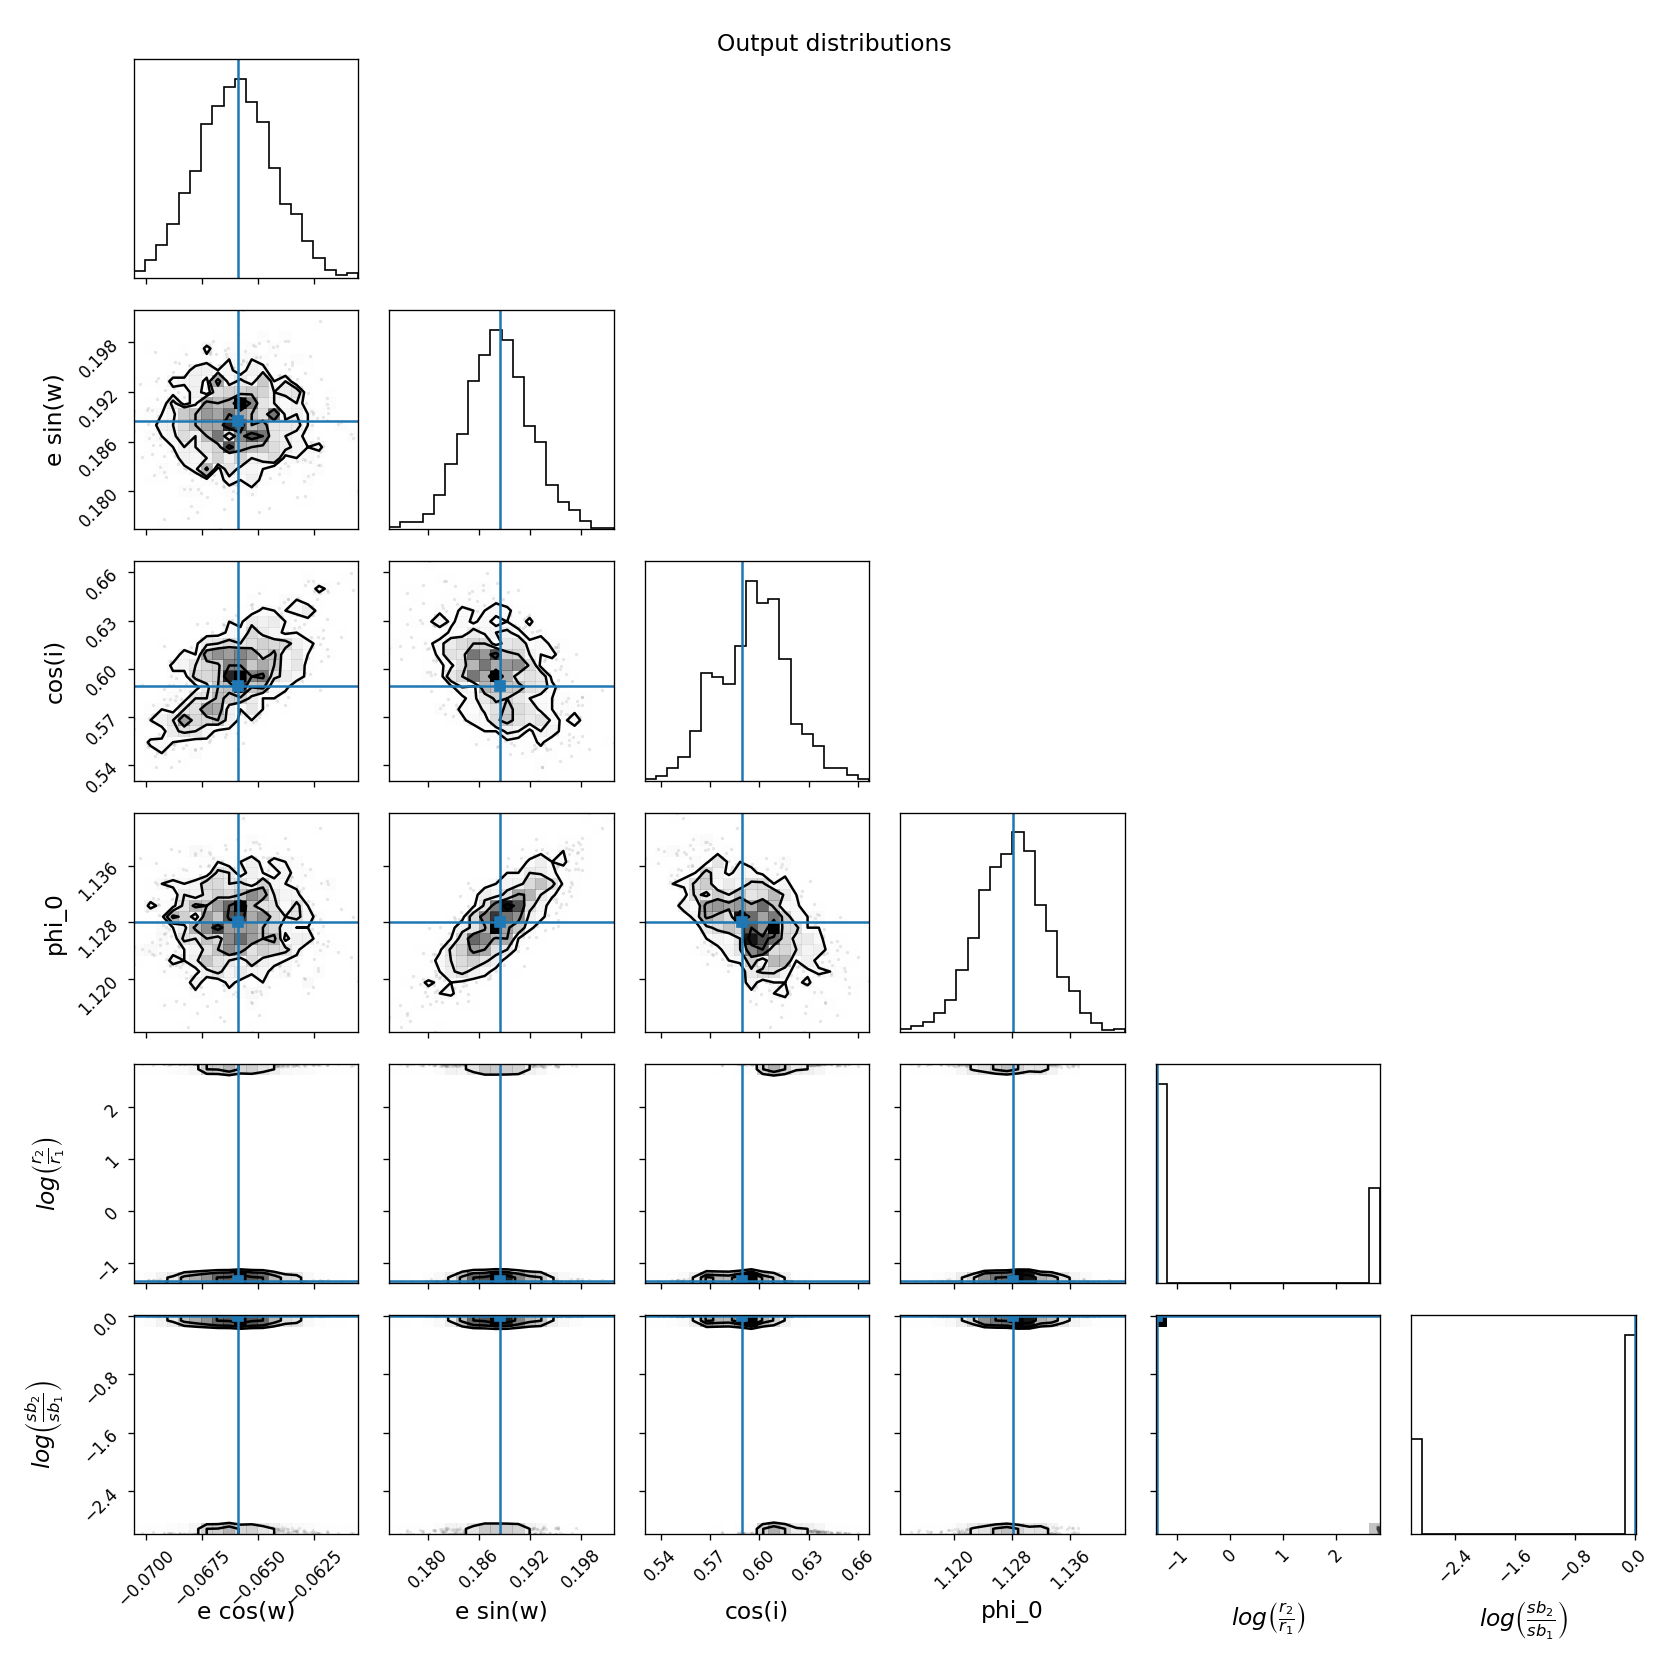 Output distributions
e sin(w)
0.198
0.192
0.186
0.180
cos(i)
0.66
0.63
0.60
0.57
0.54
phi_0
1.136
1.128
1.120
log(r₂/r₁)
2
1
0
−1
log(sb₂/sb₁)
0.0
−0.8
−1.6
−2.4
−0.0700 −0.0675 −0.0650 −0.0625
0.180 0.186 0.192 0.198
0.54 0.57 0.60 0.63 0.66
1.120 1.128 1.136
−1 0 1 2
−2.4 −1.6 −0.8 0.0
e cos(w) e sin(w) cos(i) phi_0 log(r₂/r₁) log(sb₂/sb₁)